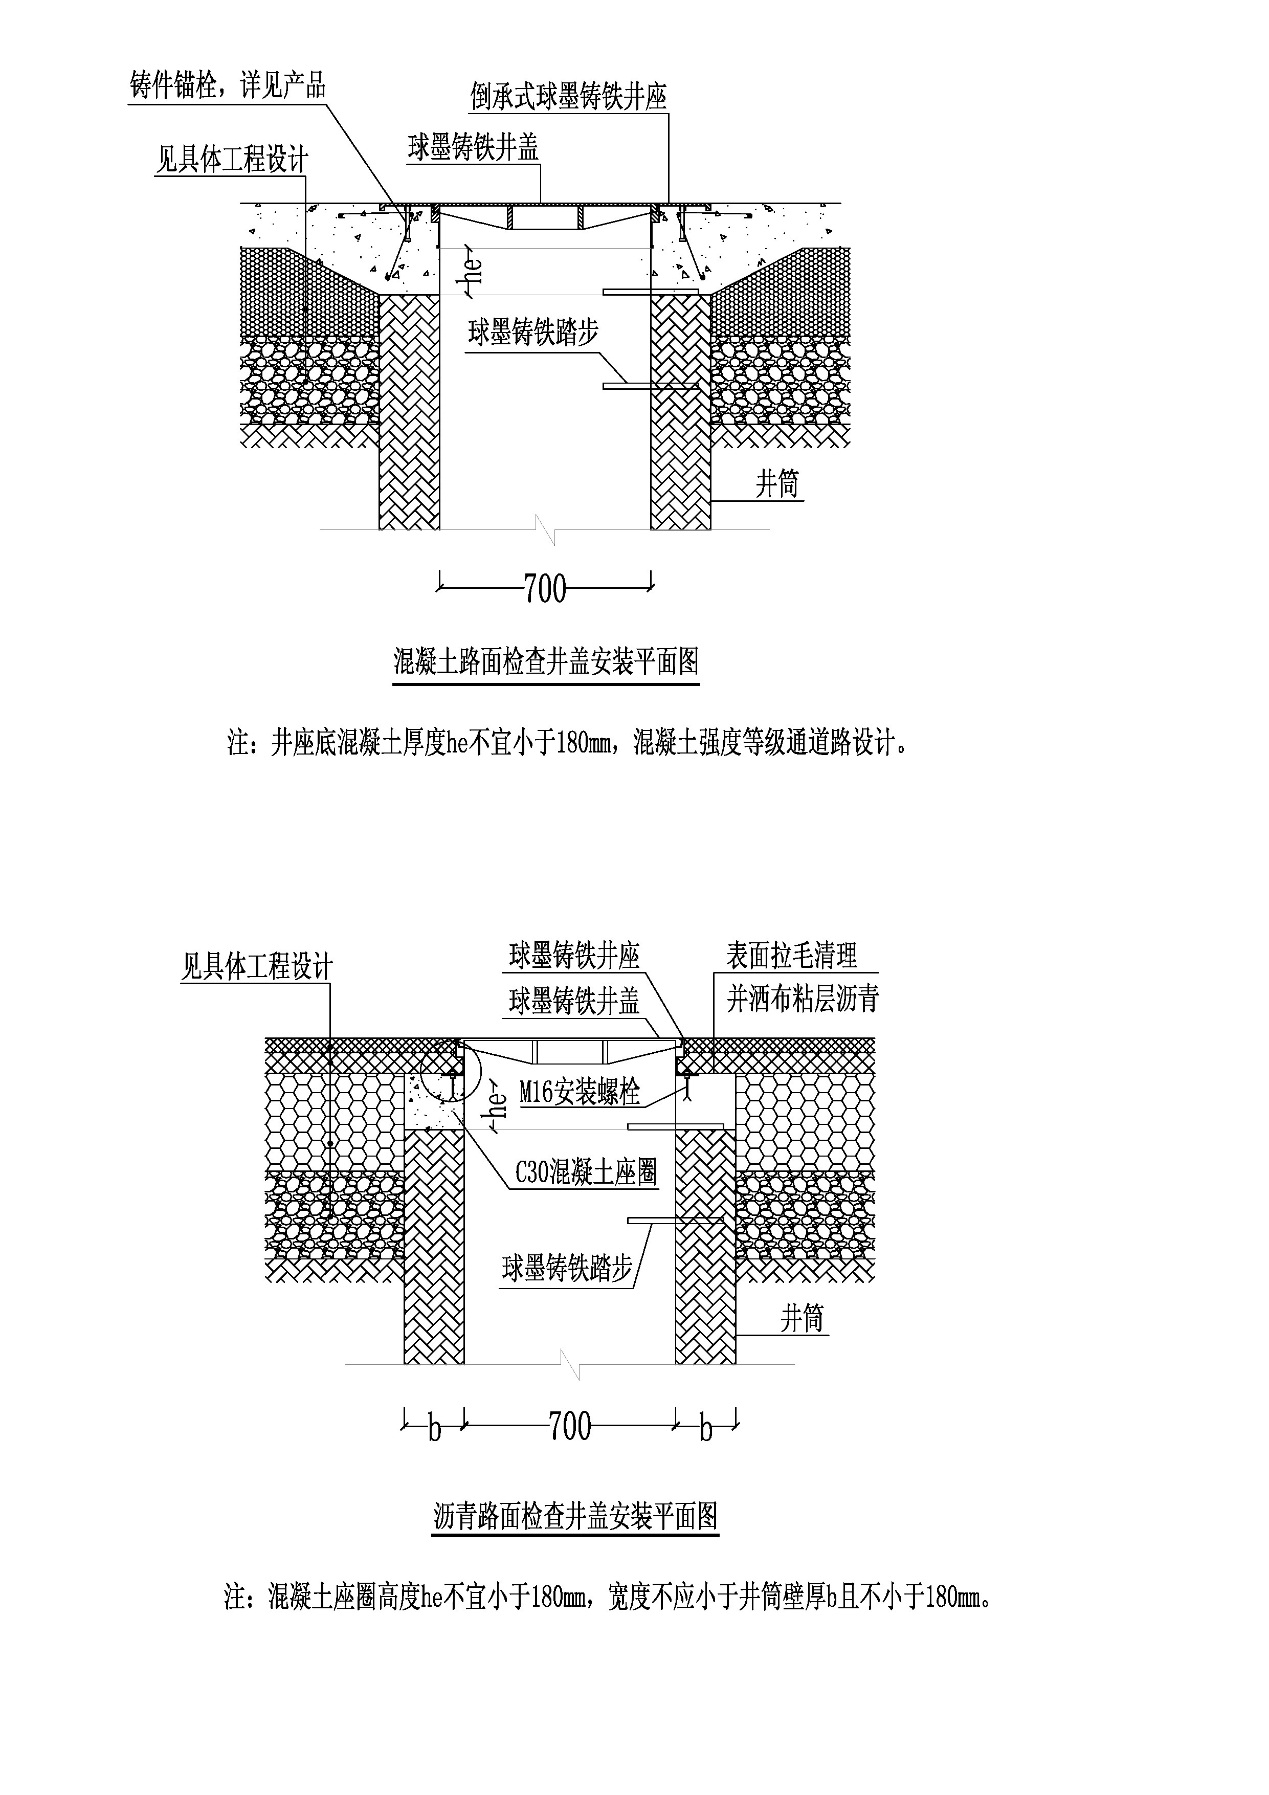 铸件锚栓，详见产品
倒承式球墨铸铁井座
球墨铸铁井盖
见具体工程设计
he
球墨铸铁踏步
井筒
700
混凝土路面检查井盖安装平面图
注：井座底混凝土厚度he不宜小于180mm，混凝土强度等级通道路设计。
球墨铸铁井座
表面拉毛清理
见具体工程设计
球墨铸铁井盖
并洒布粘层沥青
he
M16安装螺栓
C30混凝土座圈
球墨铸铁踏步
井筒
b
700
b
沥青路面检查井盖安装平面图
注：混凝土座圈高度he不宜小于180mm，宽度不应小于井筒壁厚b且不小于180mm。